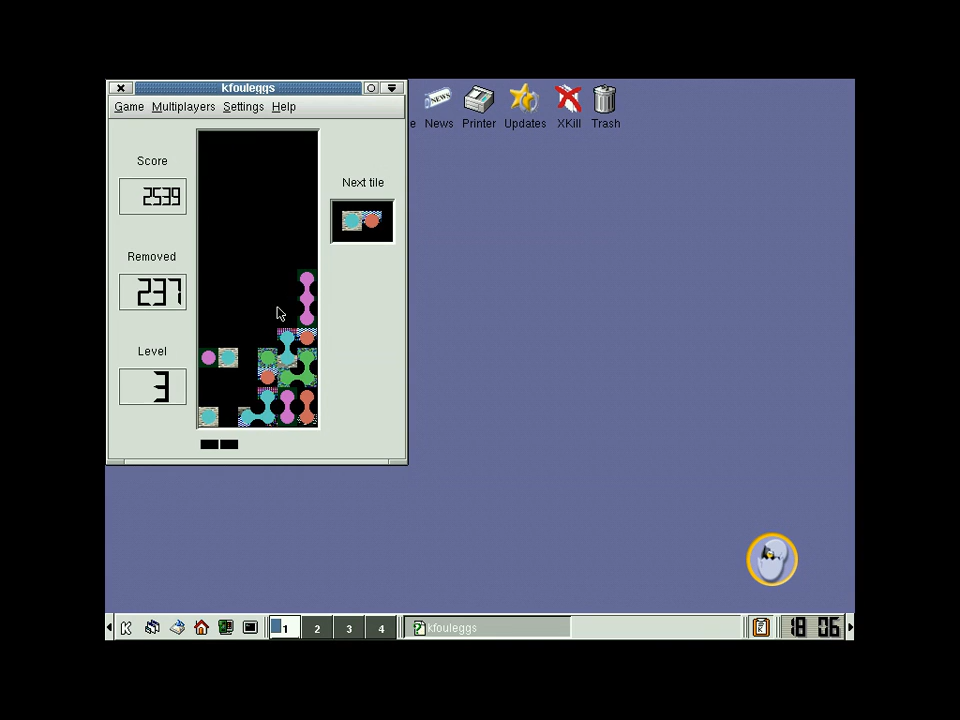 kfouleggs
Game Multiplayers Settings Help
e News Printer Updates XKill Trash
NEWS
Score
2539
Next tile
Removed
237
Level
3
1 2 3 4 kfouleggs 18 06